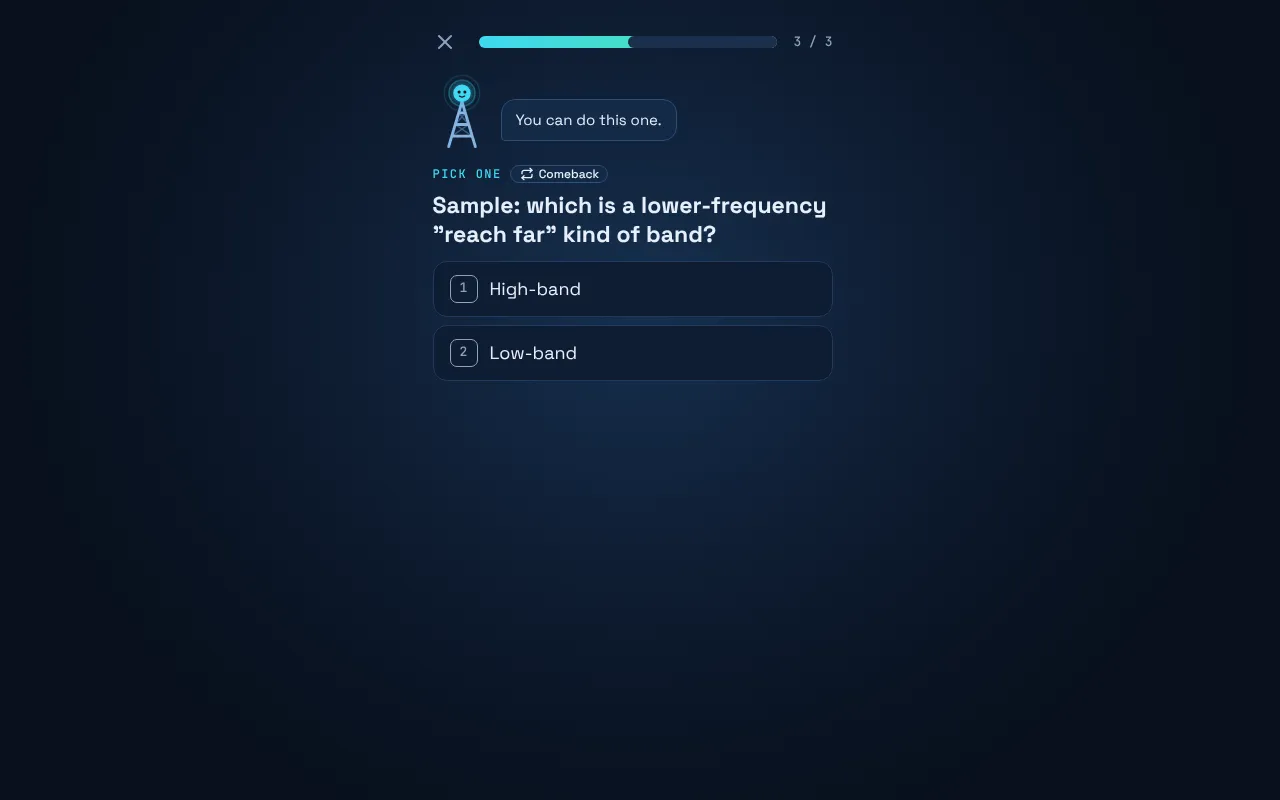 3 / 3
You can do this one.
PICK ONE Comeback
Sample: which is a lower-frequency
”reach far” kind of band?
1 High-band
2 Low-band